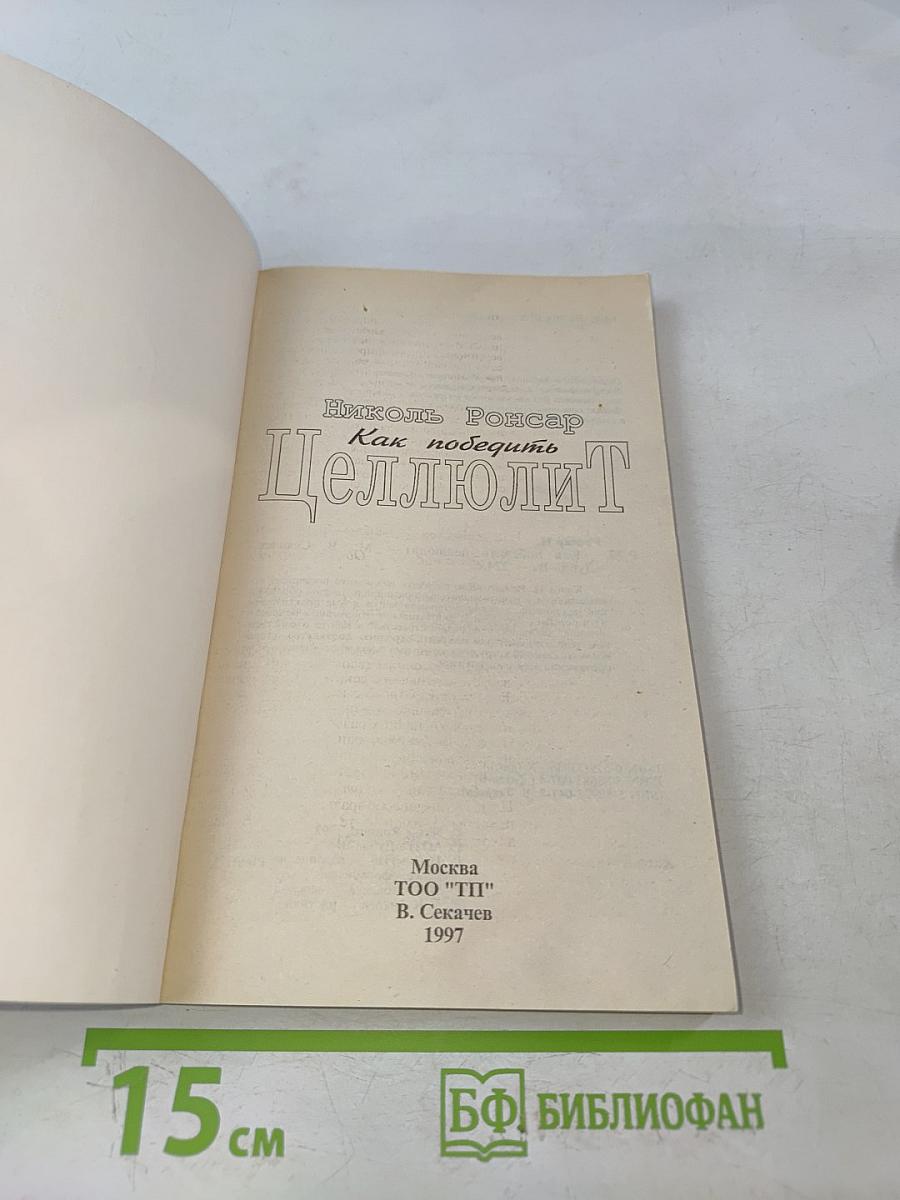 Николь Ронсар
Как победить
ЦеллюлиТ
Москва
ТОО "ТП"
В. Секачев
1997
15 см
БФ БИБЛИОФАН